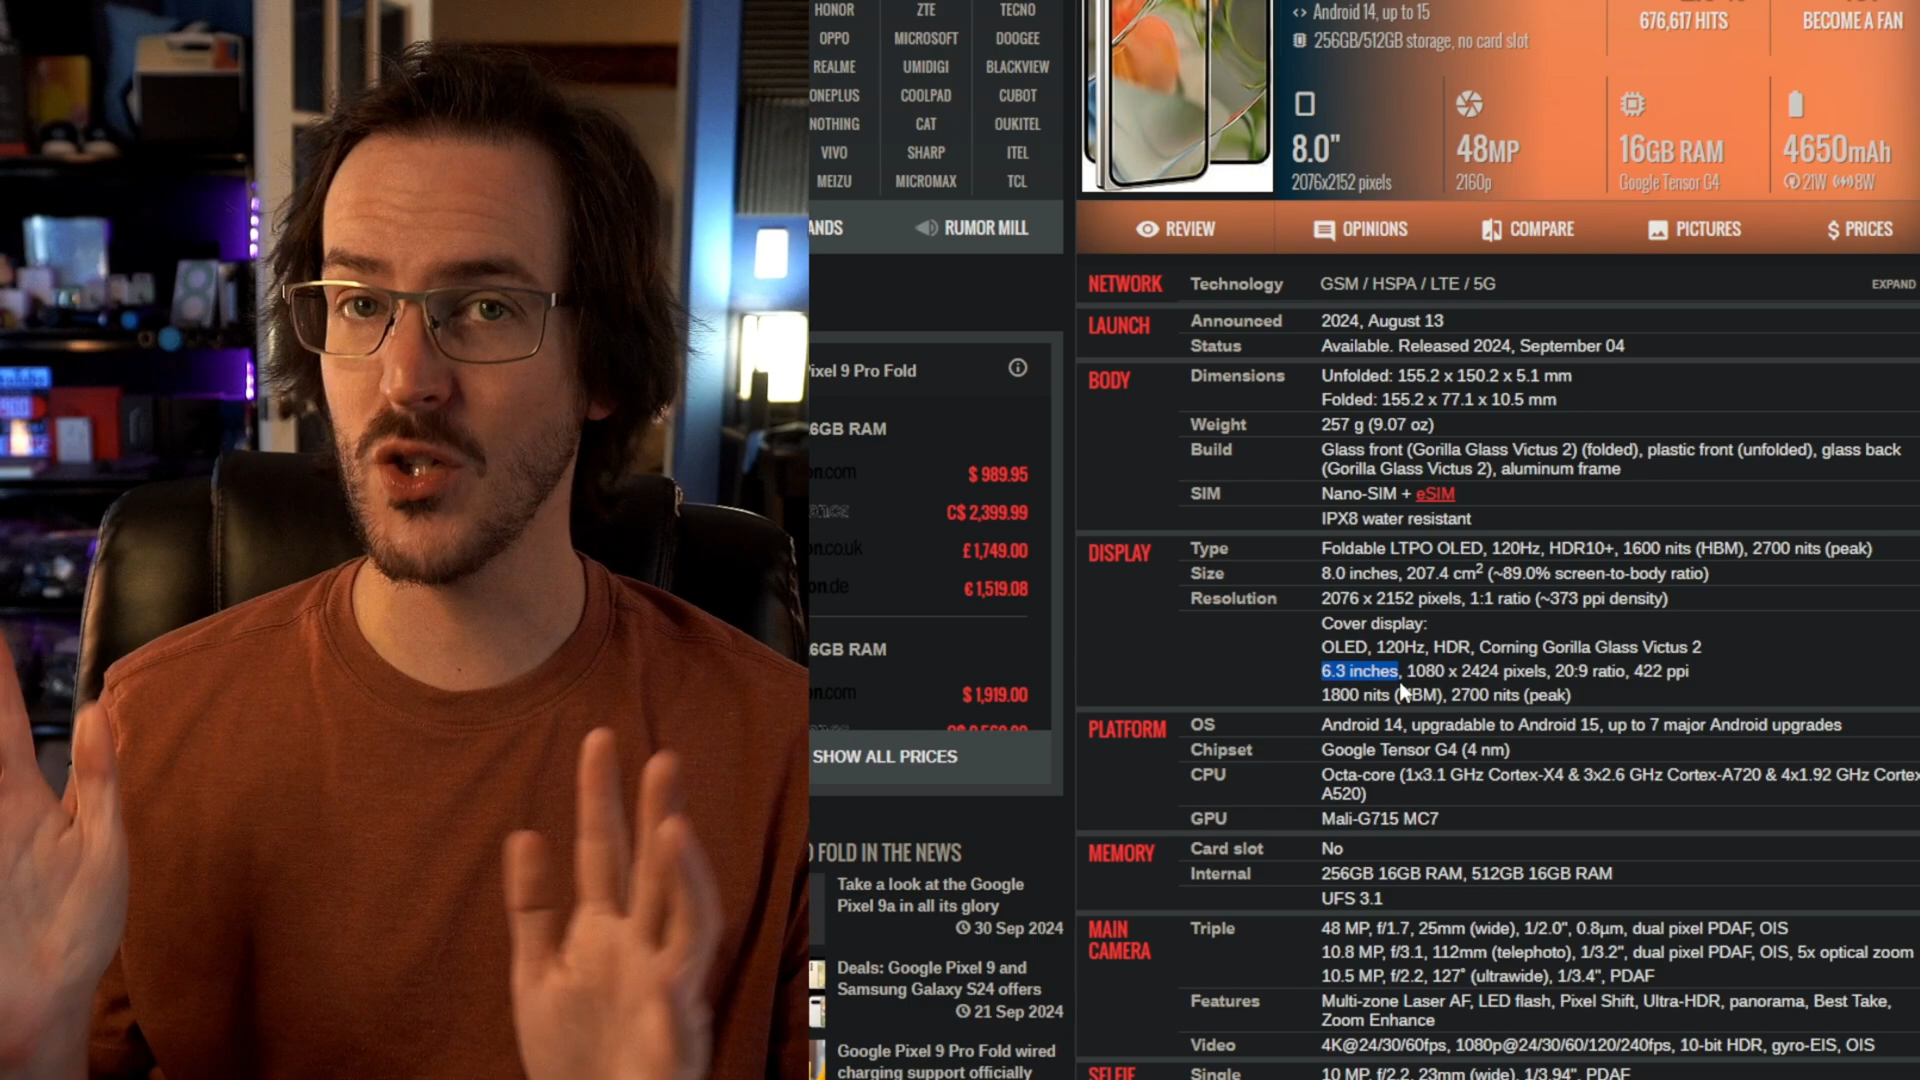 HONOR ZTE TECNO
OPPO MICROSOFT DOOGEE
REALME UMIDIGI BLACKVIEW
ONEPLUS COOLPAD CUBOT
NOTHING CAT OUKITEL
VIVO SHARP ITEL
MEIZU MICROMAX TCL
ANDS RUMOR MILL
ixel 9 Pro Fold
6GB RAM
on.com $ 989.95
C$ 2,399.99
on.co.uk £ 1,749.00
on.de € 1,519.08
6GB RAM
on.com $ 1,919.00
SHOW ALL PRICES
FOLD IN THE NEWS
Take a look at the Google
Pixel 9a in all its glory
30 Sep 2024
Deals: Google Pixel 9 and
Samsung Galaxy S24 offers
21 Sep 2024
Google Pixel 9 Pro Fold wired
charging support officially
Android 14, up to 15
256GB/512GB storage, no card slot
676,617 HITS
BECOME A FAN
8.0"
2076x2152 pixels
48MP
2160p
16GB RAM
Google Tensor G4
4650mAh
21W 8W
REVIEW OPINIONS COMPARE PICTURES PRICES
NETWORK Technology GSM / HSPA / LTE / 5G EXPAND
LAUNCH Announced 2024, August 13
Status Available. Released 2024, September 04
BODY Dimensions Unfolded: 155.2 x 150.2 x 5.1 mm
Folded: 155.2 x 77.1 x 10.5 mm
Weight 257 g (9.07 oz)
Build Glass front (Gorilla Glass Victus 2) (folded), plastic front (unfolded), glass back
(Gorilla Glass Victus 2), aluminum frame
SIM Nano-SIM + eSIM
IPX8 water resistant
DISPLAY Type Foldable LTPO OLED, 120Hz, HDR10+, 1600 nits (HBM), 2700 nits (peak)
Size 8.0 inches, 207.4 cm2 (~89.0% screen-to-body ratio)
Resolution 2076 x 2152 pixels, 1:1 ratio (~373 ppi density)
Cover display:
OLED, 120Hz, HDR, Corning Gorilla Glass Victus 2
6.3 inches, 1080 x 2424 pixels, 20:9 ratio, 422 ppi
1800 nits (HBM), 2700 nits (peak)
PLATFORM OS Android 14, upgradable to Android 15, up to 7 major Android upgrades
Chipset Google Tensor G4 (4 nm)
CPU Octa-core (1x3.1 GHz Cortex-X4 & 3x2.6 GHz Cortex-A720 & 4x1.92 GHz Cortex
A520)
GPU Mali-G715 MC7
MEMORY Card slot No
Internal 256GB 16GB RAM, 512GB 16GB RAM
UFS 3.1
MAIN CAMERA Triple 48 MP, f/1.7, 25mm (wide), 1/2.0", 0.8µm, dual pixel PDAF, OIS
10.8 MP, f/3.1, 112mm (telephoto), 1/3.2", dual pixel PDAF, OIS, 5x optical zoom
10.5 MP, f/2.2, 127˚ (ultrawide), 1/3.4", PDAF
Features Multi-zone Laser AF, LED flash, Pixel Shift, Ultra-HDR, panorama, Best Take,
Zoom Enhance
Video 4K@24/30/60fps, 1080p@24/30/60/120/240fps, 10-bit HDR, gyro-EIS, OIS
SELFIE Single 10 MP, f/2.2, 23mm (wide), 1/3.94", PDAF